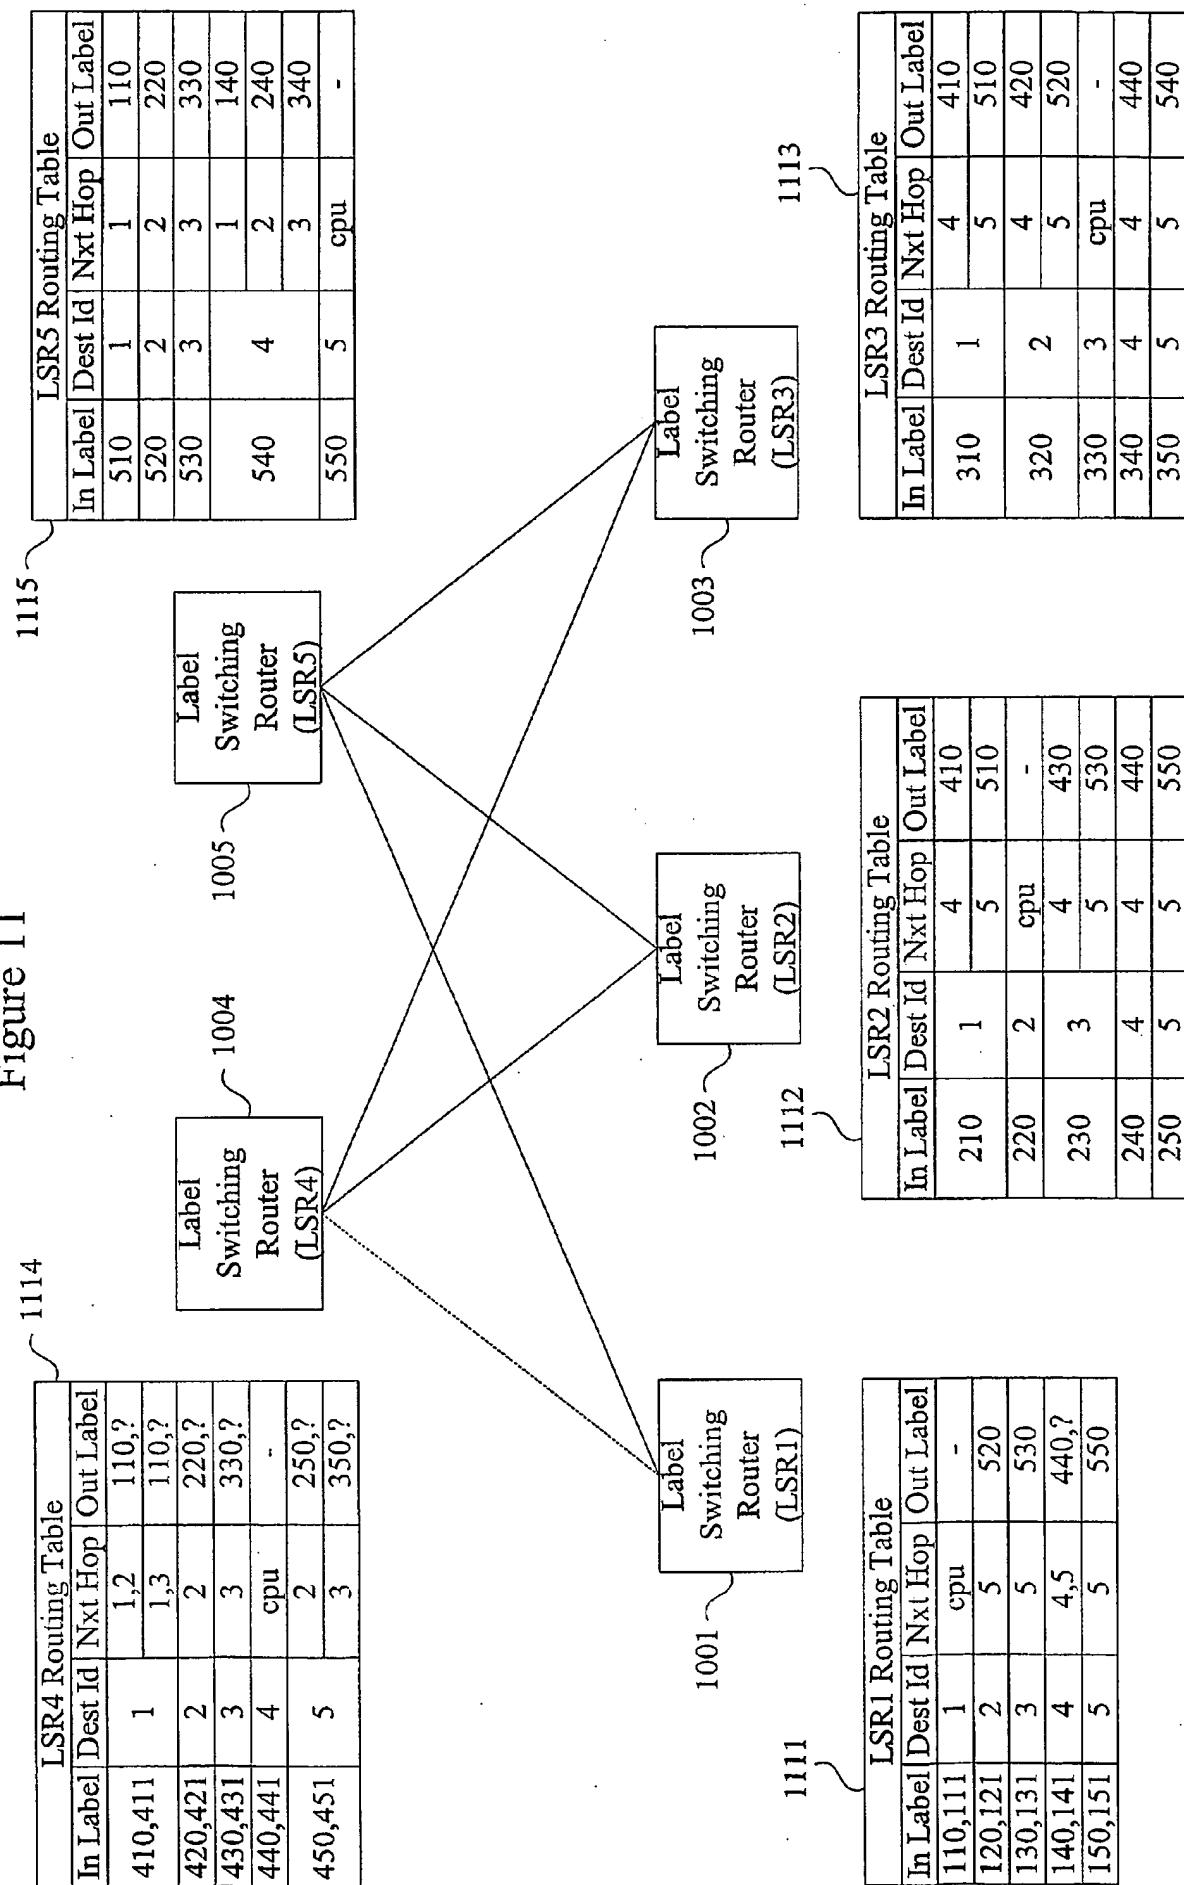 Figure 11
1114
LSR4 Routing Table
In Label Dest Id Nxt Hop Out Label
410,411 1 1,2 110,?
1,3 110,?
420,421 2 2 220,?
430,431 3 3 330,?
440,441 4 cpu -
450,451 5 2 250,?
3 350,?
1115
LSR5 Routing Table
In Label Dest Id Nxt Hop Out Label
510 1 1 110
520 2 2 220
530 3 3 330
540 4 1 140
2 240
3 340
550 5 cpu -
1004
Label
Switching
Router
(LSR4)
1005
Label
Switching
Router
(LSR5)
1001
Label
Switching
Router
(LSR1)
1002
Label
Switching
Router
(LSR2)
1003
Label
Switching
Router
(LSR3)
1111
LSR1 Routing Table
In Label Dest Id Nxt Hop Out Label
110,111 1 cpu -
120,121 2 5 520
130,131 3 5 530
140,141 4 4,5 440,?
150,151 5 5 550
1112
LSR2 Routing Table
In Label Dest Id Nxt Hop Out Label
210 1 4 410
5 510
220 2 cpu -
230 3 4 430
5 530
240 4 4 440
250 5 5 550
1113
LSR3 Routing Table
In Label Dest Id Nxt Hop Out Label
310 1 4 410
5 510
320 2 4 420
5 520
330 3 cpu -
340 4 4 440
350 5 5 540